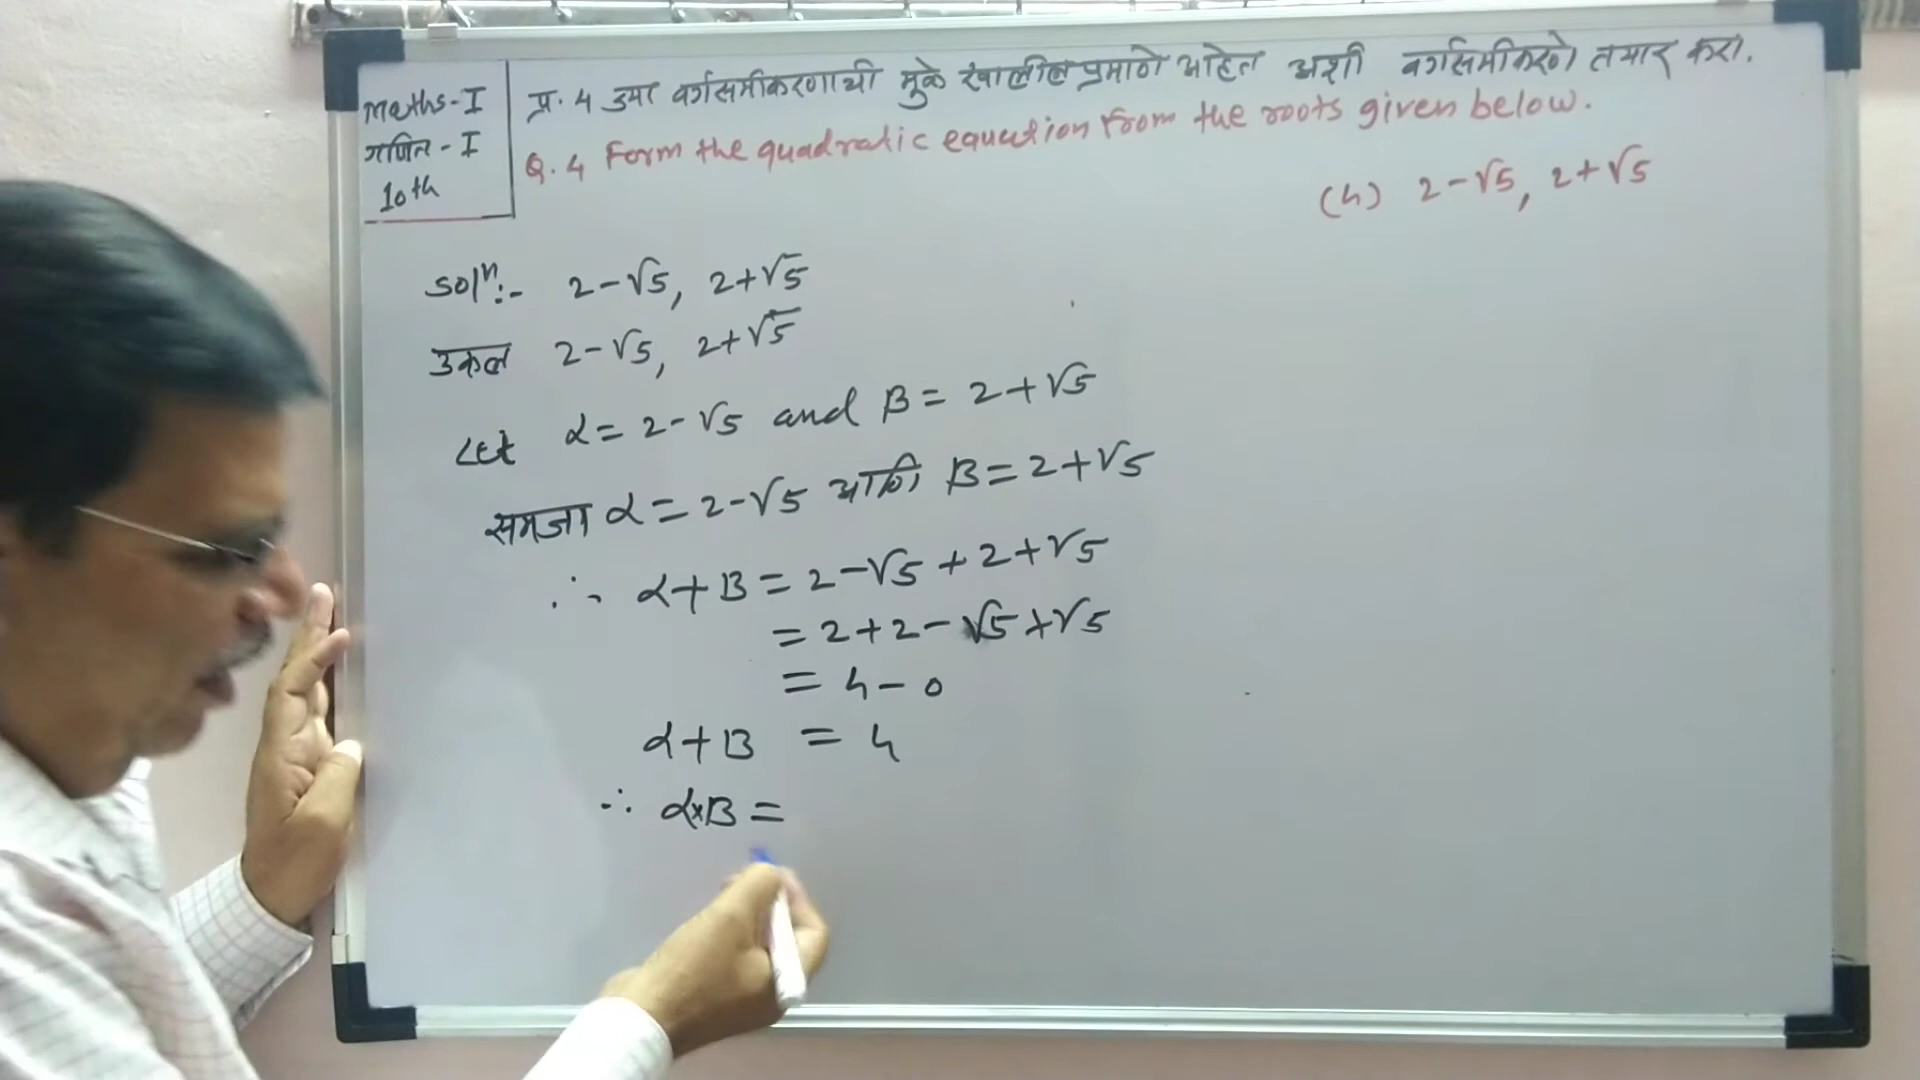 Maths-I
गणित-I
10th
प्र. 4 ज्या वर्गसमीकरणाची मुळे खालीलप्रमाणे आहेत अशी वर्गसमीकरणे तयार करा.
Q. 4 Form the quadratic equation from the roots given below.
(4) 2-√5, 2+√5
Solⁿ:- 2-√5, 2+√5
उकल 2-√5, 2+√5
Let α = 2-√5 and β = 2+√5
समजा α = 2-√5 आणि β = 2+√5
∴ α+β = 2-√5+2+√5
= 2+2-√5+√5
= 4-0
α+β = 4
∴ α×β =